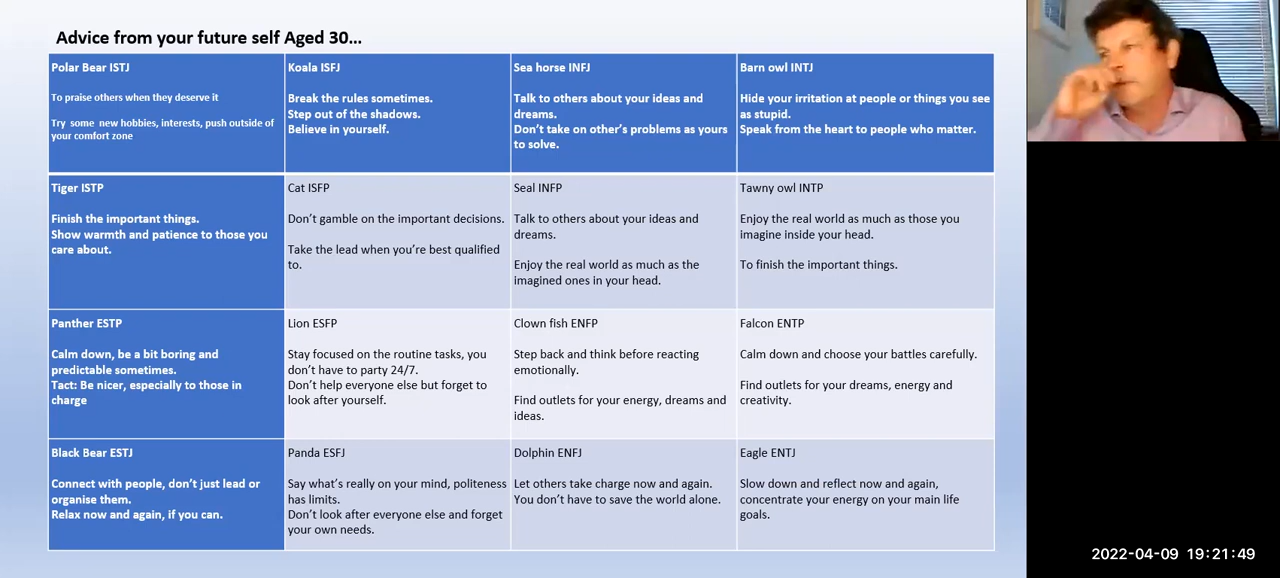 Advice from your future self Aged 30...
Polar Bear ISTJ
To praise others when they deserve it
Try some new hobbies, interests, push outside of
your comfort zone
Koala ISFJ
Break the rules sometimes.
Step out of the shadows.
Believe in yourself.
Sea horse INFJ
Talk to others about your ideas and
dreams.
Don't take on other's problems as yours
to solve.
Barn owl INTJ
Hide your irritation at people or things you see
as stupid.
Speak from the heart to people who matter.
Tiger ISTP
Finish the important things.
Show warmth and patience to those you
care about.
Cat ISFP
Don't gamble on the important decisions.
Take the lead when you're best qualified
to.
Seal INFP
Talk to others about your ideas and
dreams.
Enjoy the real world as much as the
imagined ones in your head.
Tawny owl INTP
Enjoy the real world as much as those you
imagine inside your head.
To finish the important things.
Panther ESTP
Calm down, be a bit boring and
predictable sometimes.
Tact: Be nicer, especially to those in
charge
Lion ESFP
Stay focused on the routine tasks, you
don't have to party 24/7.
Don't help everyone else but forget to
look after yourself.
Clown fish ENFP
Step back and think before reacting
emotionally.
Find outlets for your energy, dreams and
ideas.
Falcon ENTP
Calm down and choose your battles carefully.
Find outlets for your dreams, energy and
creativity.
Black Bear ESTJ
Connect with people, don't just lead or
organise them.
Relax now and again, if you can.
Panda ESFJ
Say what's really on your mind, politeness
has limits.
Don't look after everyone else and forget
your own needs.
Dolphin ENFJ
Let others take charge now and again.
You don't have to save the world alone.
Eagle ENTJ
Slow down and reflect now and again,
concentrate your energy on your main life
goals.
2022-04-09 19:21:49